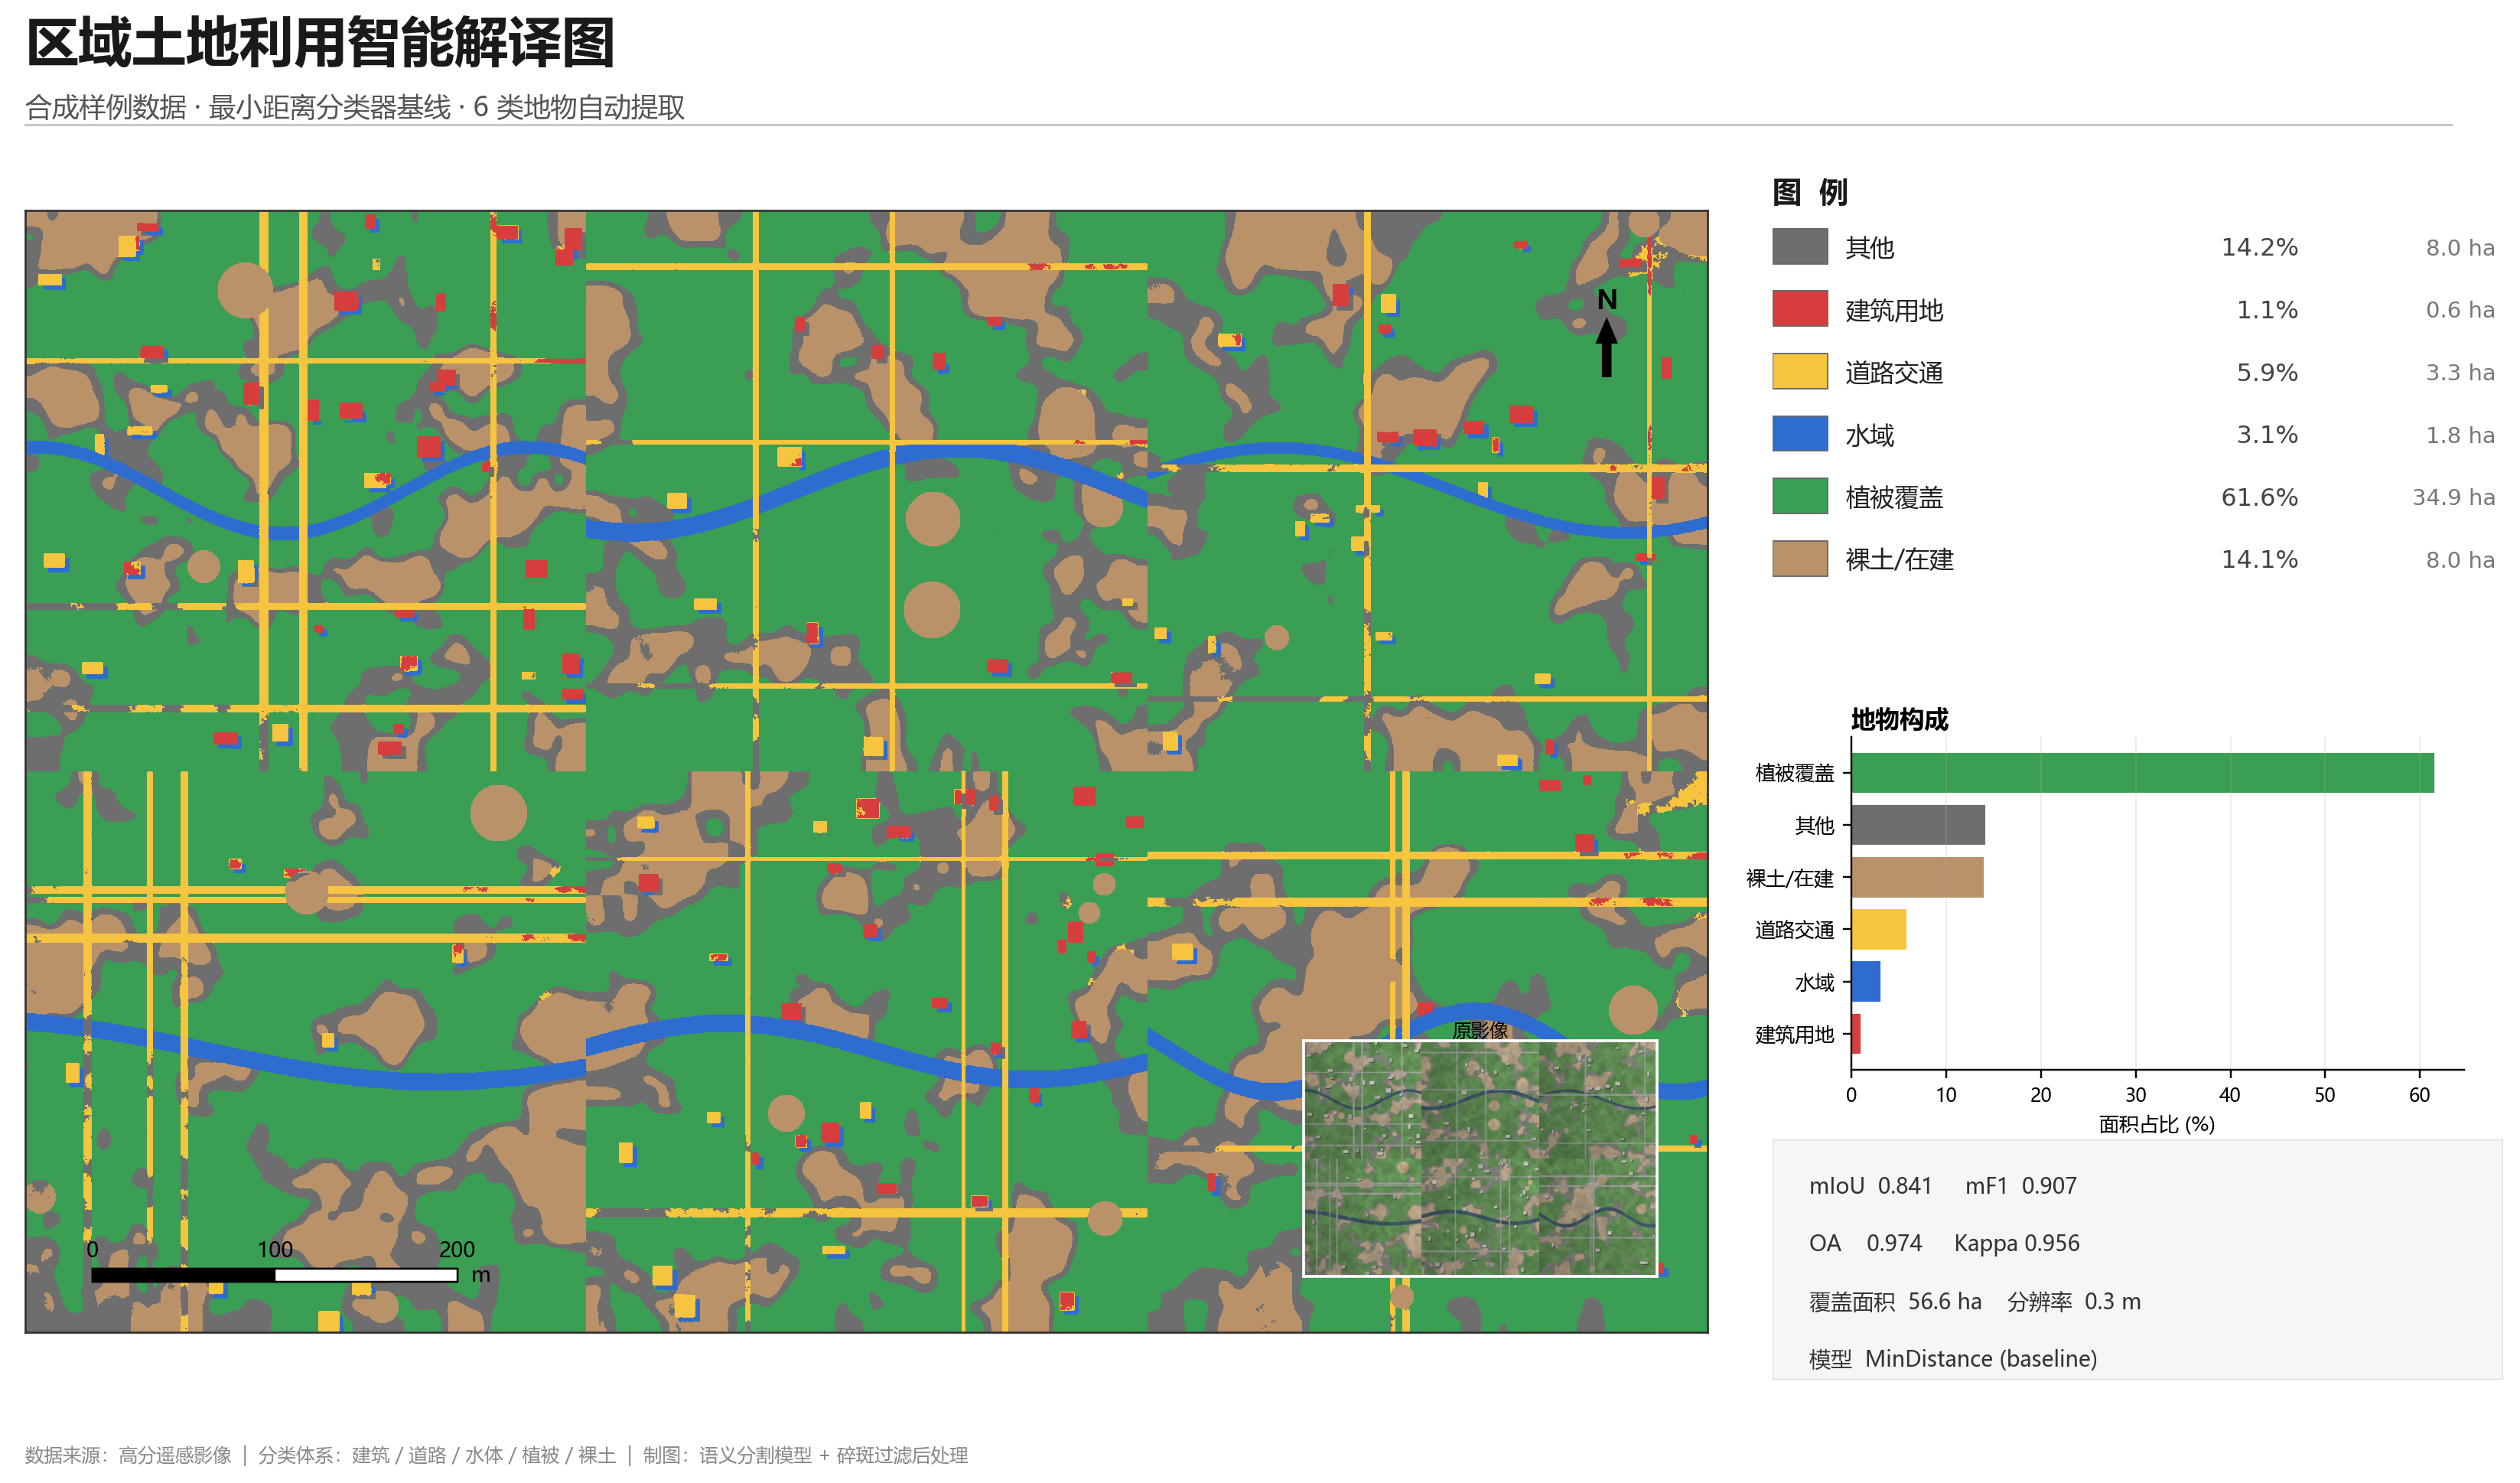 区域土地利用智能解译图
合成样例数据 · 最小距离分类器基线 · 6 类地物自动提取
N
原影像
0 100 200
m
图 例
其他 14.2% 8.0 ha
建筑用地 1.1% 0.6 ha
道路交通 5.9% 3.3 ha
水域 3.1% 1.8 ha
植被覆盖 61.6% 34.9 ha
裸土/在建 14.1% 8.0 ha
地物构成
植被覆盖
其他
裸土/在建
道路交通
水域
建筑用地
0 10 20 30 40 50 60
面积占比 (%)
mIoU 0.841 mF1 0.907
OA 0.974 Kappa 0.956
覆盖面积 56.6 ha 分辨率 0.3 m
模型 MinDistance (baseline)
数据来源：高分遥感影像 | 分类体系：建筑 / 道路 / 水体 / 植被 / 裸土 | 制图：语义分割模型 + 碎斑过滤后处理